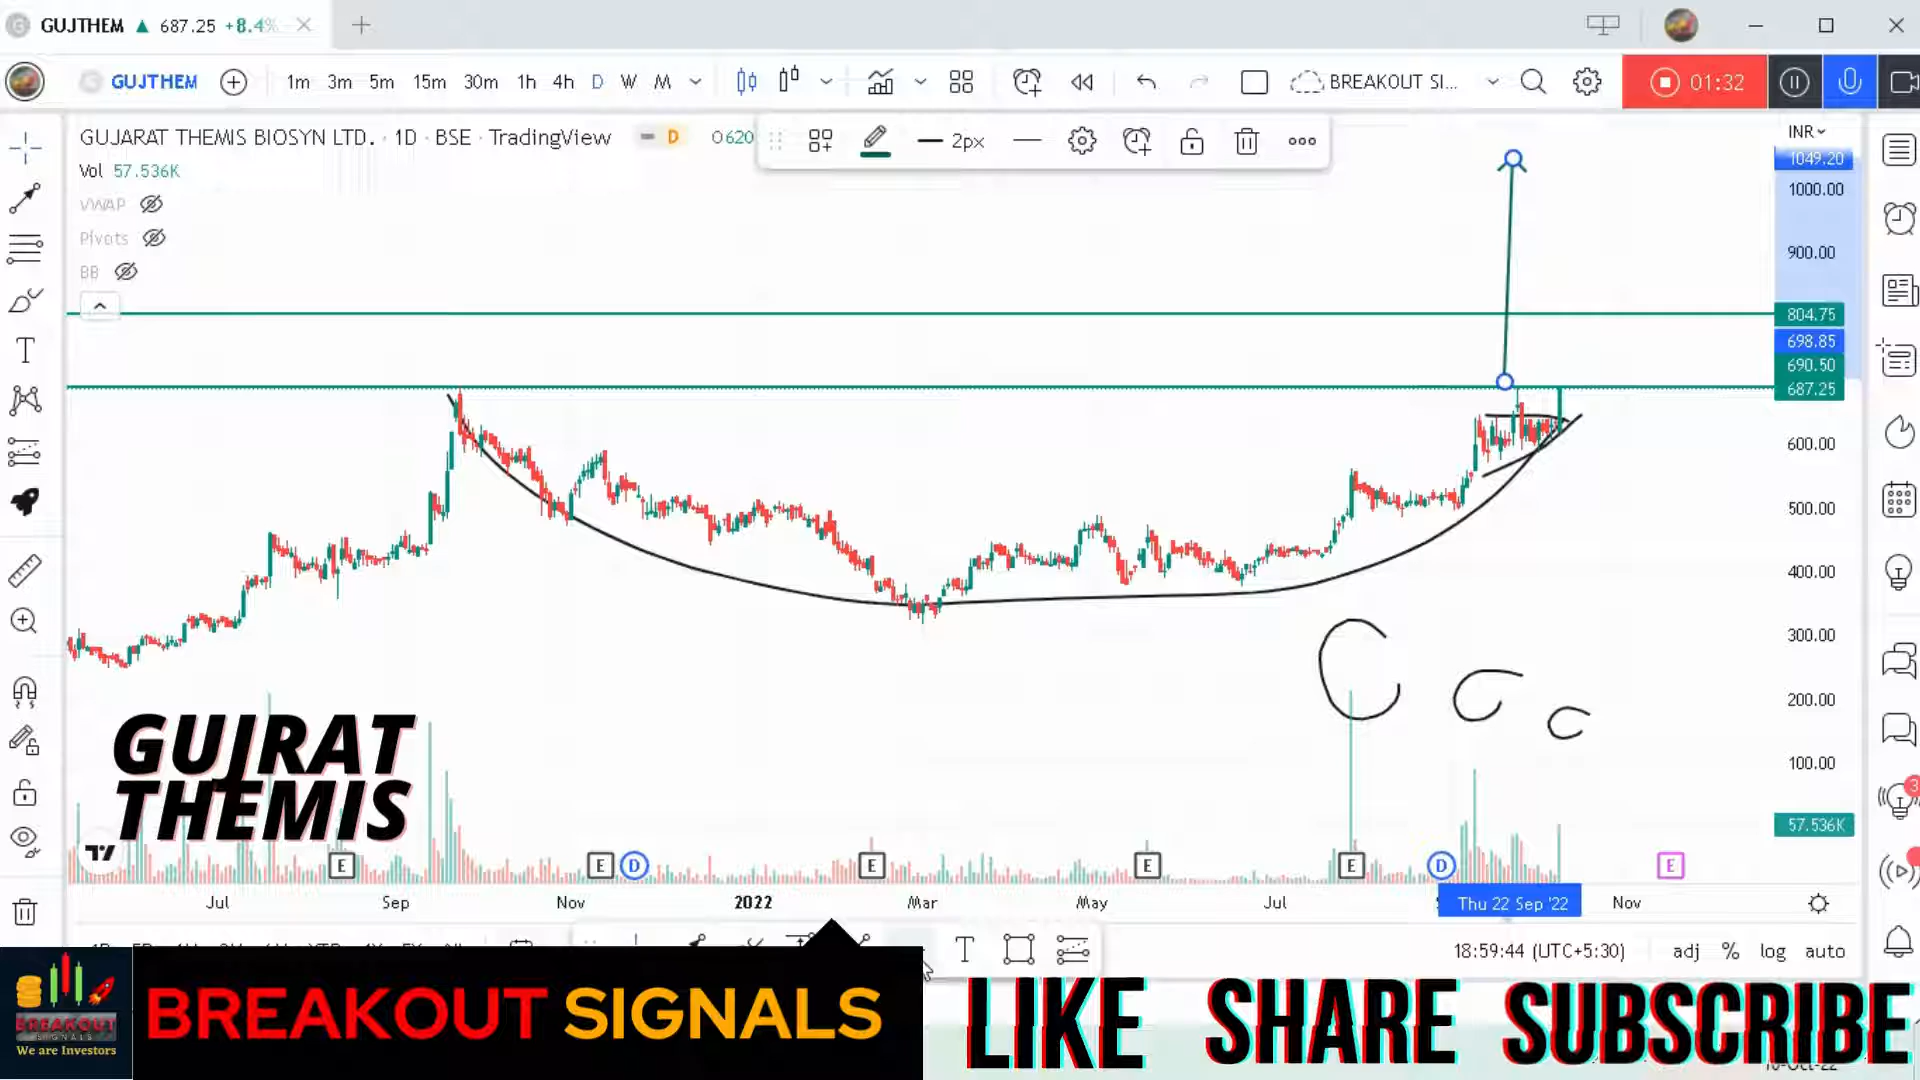 GUJTHEM ▲ 687.25 +8.4%
GUJTHEM 1m 3m 5m 15m 30m 1h 4h D W M BREAKOUT SI... 01:32
GUJARAT THEMIS BIOSYN LTD. · 1D · BSE · TradingView D O620 2px INR
Vol 57.536K
VWAP
Pivots
BB
1049.20
1000.00
900.00
804.75
698.85
690.50
687.25
600.00
500.00
400.00
300.00
200.00
100.00
57.536K
C
GUJRAT
THEMIS
E E D E E E D E
Jul Sep Nov 2022 Mar May Jul Thu 22 Sep '22 Nov
T 18:59:44 (UTC+5:30) adj % log auto
BREAKOUT SIGNALS
LIKE SHARE SUBSCRIBE
BREAKOUT
SIGNALS
We are Investors